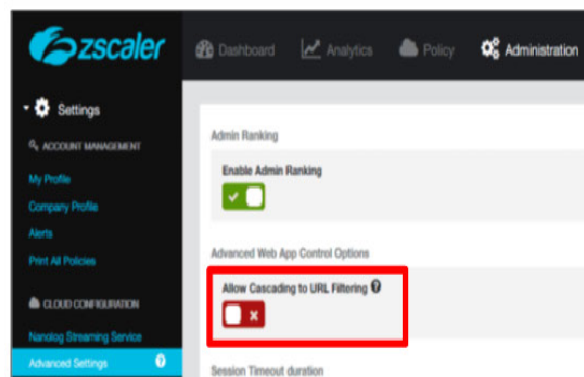 zscaler
Dashboard
Analytics
Policy
Administration
Settings
ACCOUNT MANAGEMENT
My Profile
Company Profile
Alerts
Print All Policies
CLOUD CONFIGURATION
Nanolog Streaming Service
Advanced Settings ?
Admin Ranking
Enable Admin Ranking
Advanced Web App Control Options
Allow Cascading to URL Filtering ?
Session Timeout duration